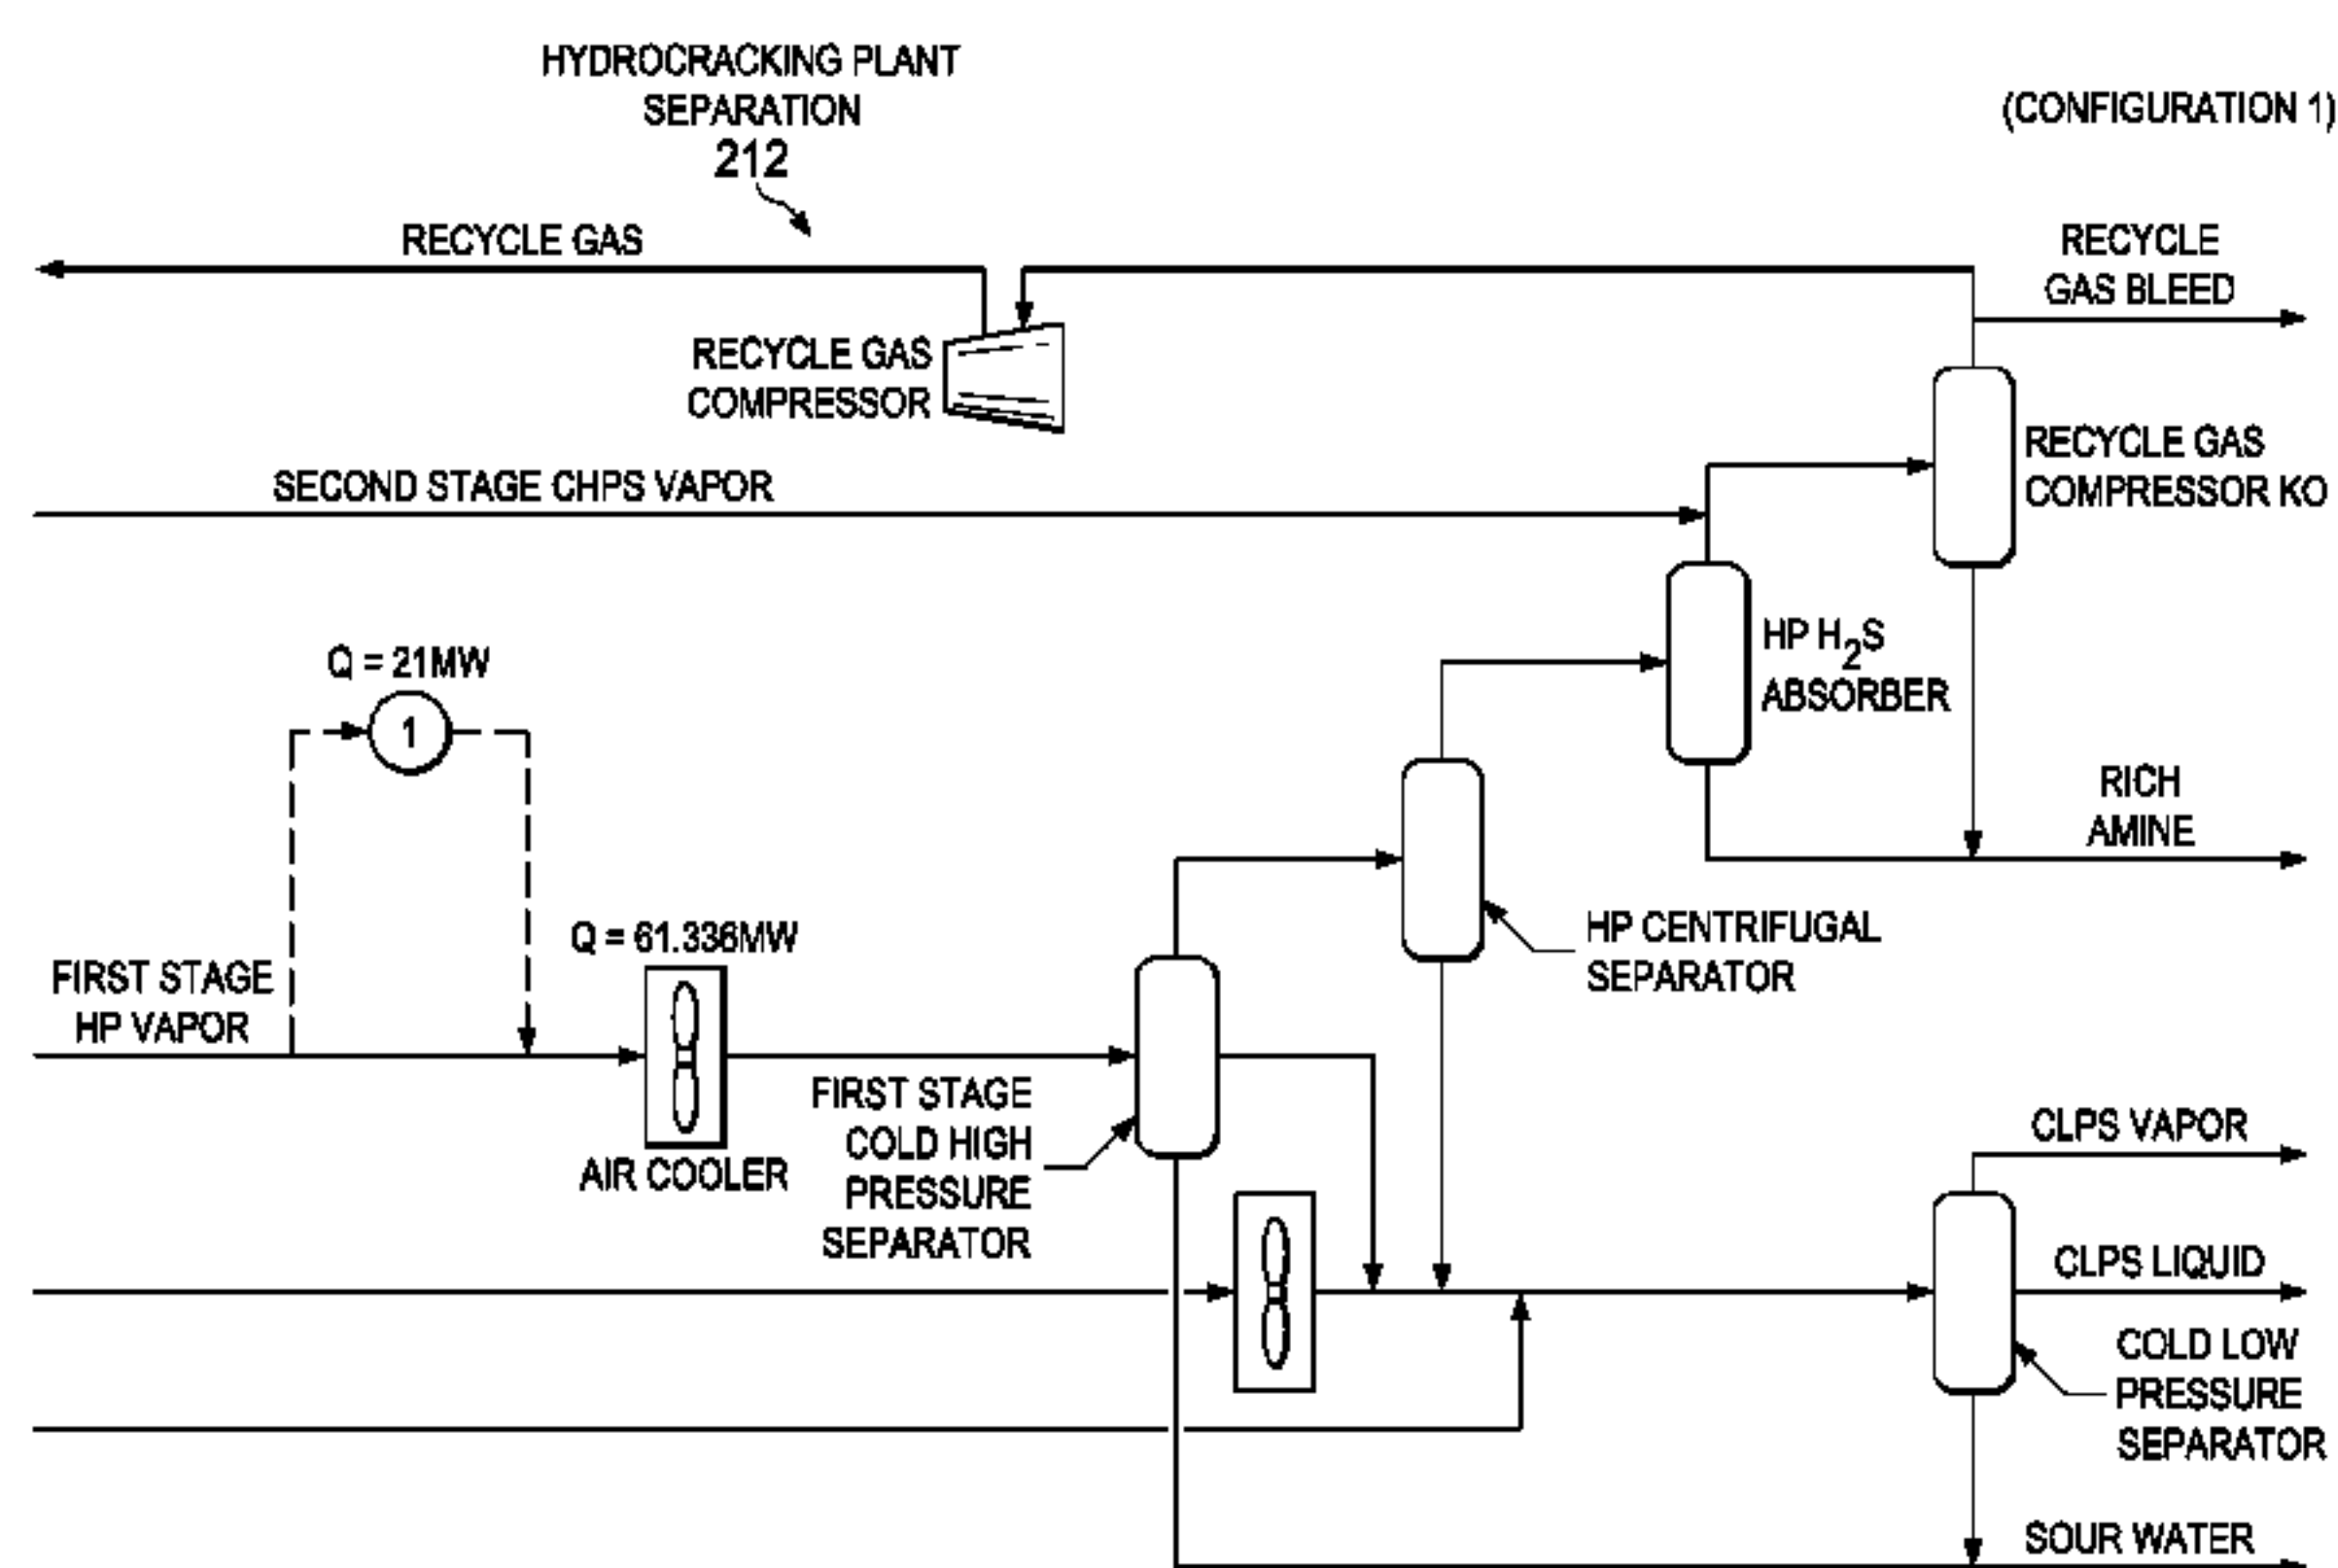 HYDROCRACKING PLANT
SEPARATION
212
(CONFIGURATION 1)
RECYCLE GAS
RECYCLE
GAS BLEED
RECYCLE GAS
COMPRESSOR
RECYCLE GAS
COMPRESSOR KO
SECOND STAGE CHPS VAPOR
HP H2S
ABSORBER
Q = 21MW
1
RICH
AMINE
Q = 61.336MW
HP CENTRIFUGAL
SEPARATOR
FIRST STAGE
HP VAPOR
AIR COOLER
FIRST STAGE
COLD HIGH
PRESSURE
SEPARATOR
CLPS VAPOR
CLPS LIQUID
COLD LOW
PRESSURE
SEPARATOR
SOUR WATER